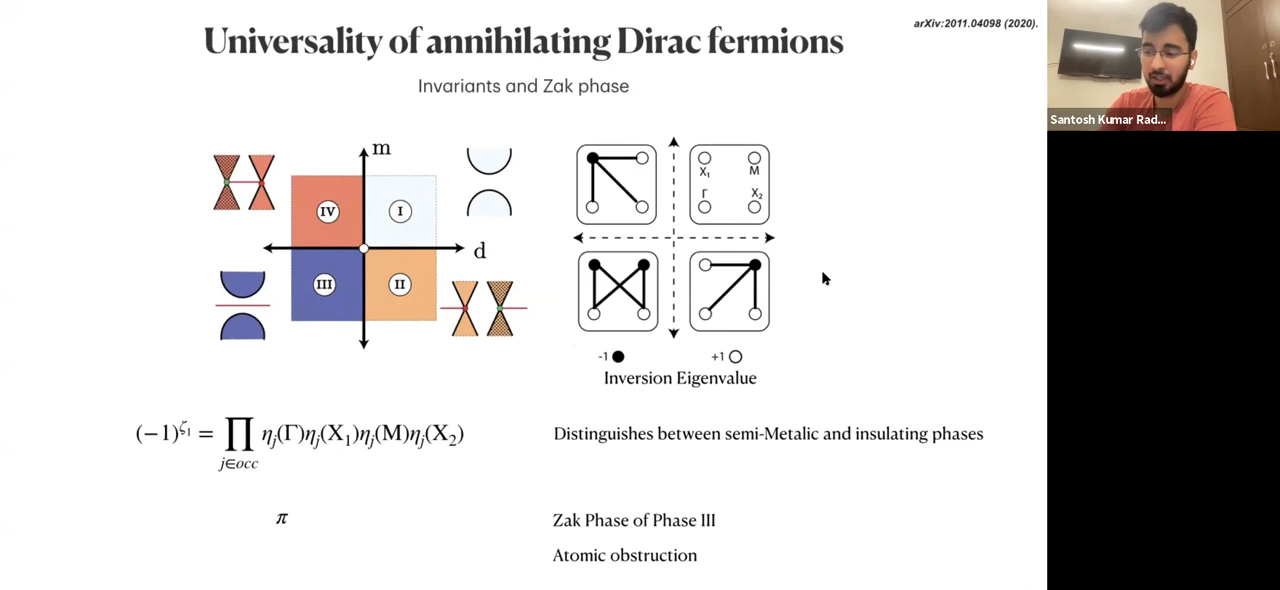 arXiv:2011.04098 (2020).
Universality of annihilating Dirac fermions
Invariants and Zak phase
Santosh Kumar Rad...
m
d
IV
I
III
II
X₁
M
Γ
X₂
-1
+1
Inversion Eigenvalue
(−1)^{ζ₁} = ∏_{j∈occ} η_j(Γ)η_j(X₁)η_j(M)η_j(X₂)
Distinguishes between semi-Metalic and insulating phases
π
Zak Phase of Phase III
Atomic obstruction